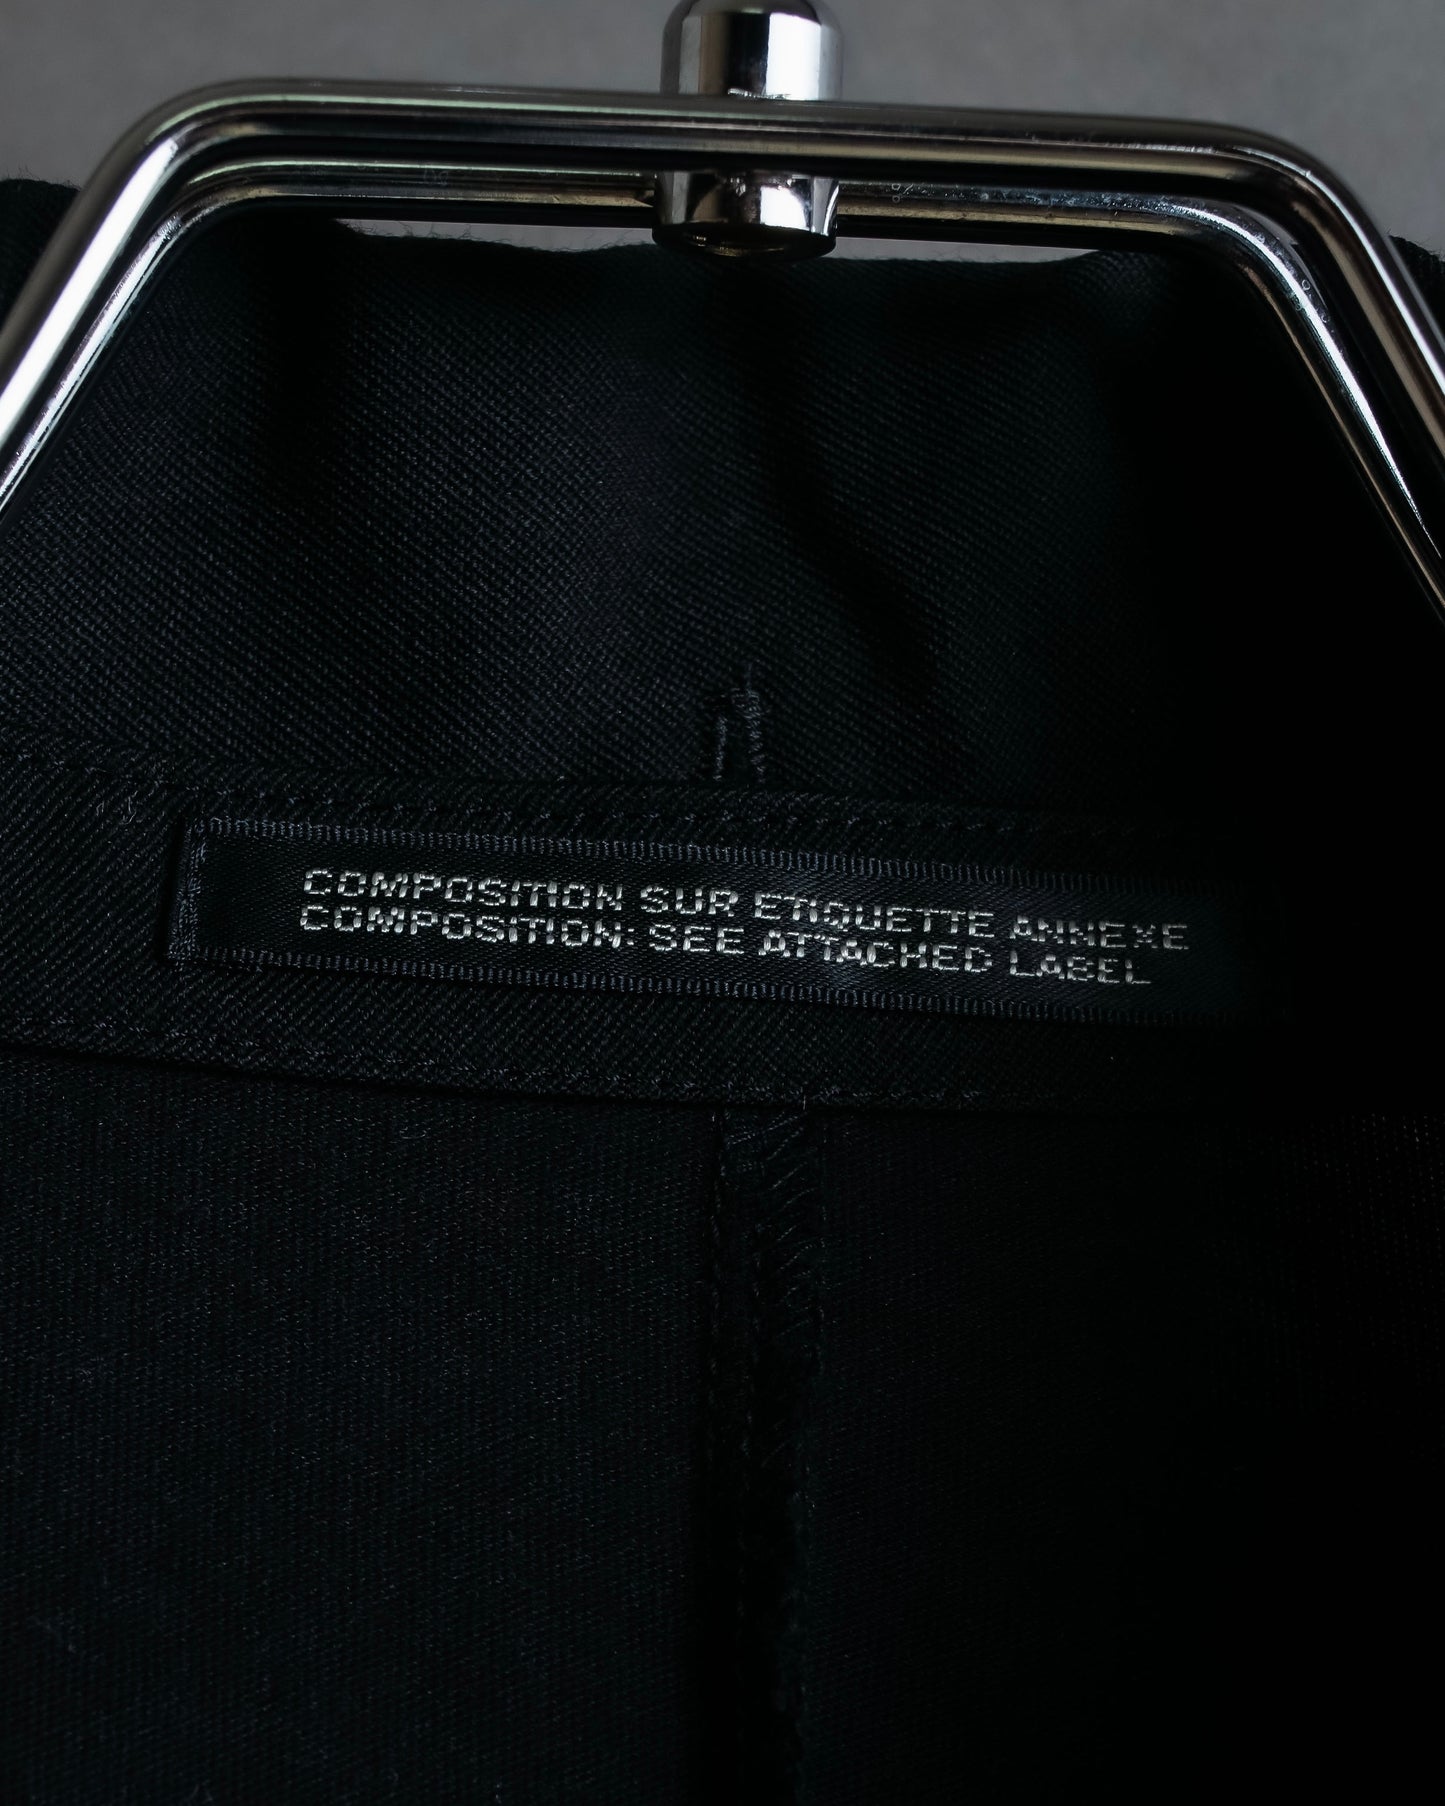 COMPOSITION SUR ETIQUETTE ANNEXE
COMPOSITION: SEE ATTACHED LABEL